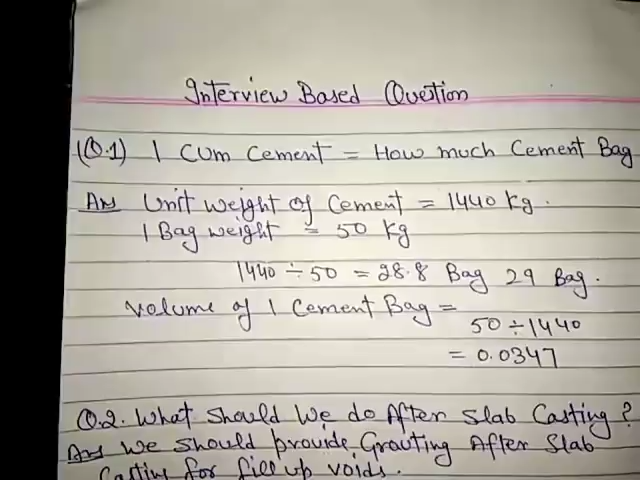 Interview Based Question
(Q.1) 1 CUM Cement = How much Cement Bag
Ans Unit weight of Cement = 1440 Kg.
1 Bag weight = 50 Kg
1440 ÷ 50 = 28.8 Bag 29 Bag.
Volume of 1 Cement Bag =
50 ÷ 1440
= 0.0347
Q.2. What should We do After Slab Casting?
Ans We should provide Grouting After Slab
Casting for fill up voids.